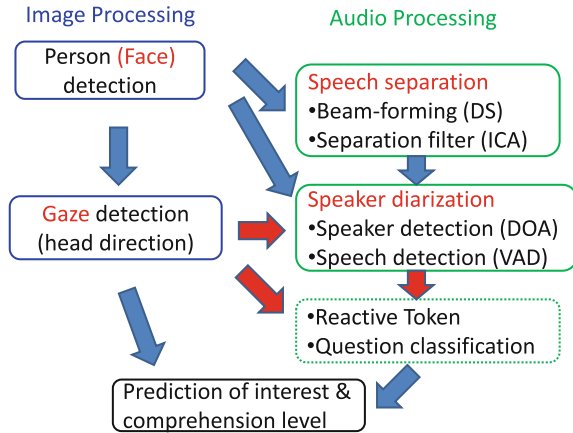 Image Processing
Audio Processing
Person (Face)
detection
Speech separation
•Beam-forming (DS)
•Separation filter (ICA)
Gaze detection
(head direction)
Speaker diarization
•Speaker detection (DOA)
•Speech detection (VAD)
•Reactive Token
•Question classification
Prediction of interest &
comprehension level